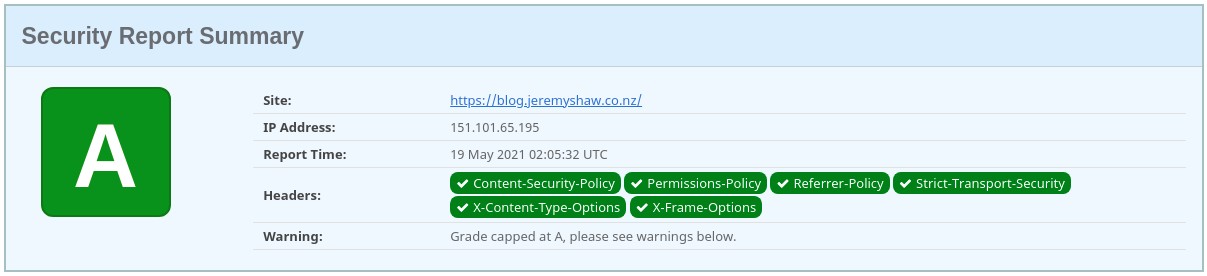 Security Report Summary
A
Site: https://blog.jeremyshaw.co.nz/
IP Address: 151.101.65.195
Report Time: 19 May 2021 02:05:32 UTC
Headers: Content-Security-Policy Permissions-Policy Referrer-Policy Strict-Transport-Security
X-Content-Type-Options X-Frame-Options
Warning: Grade capped at A, please see warnings below.